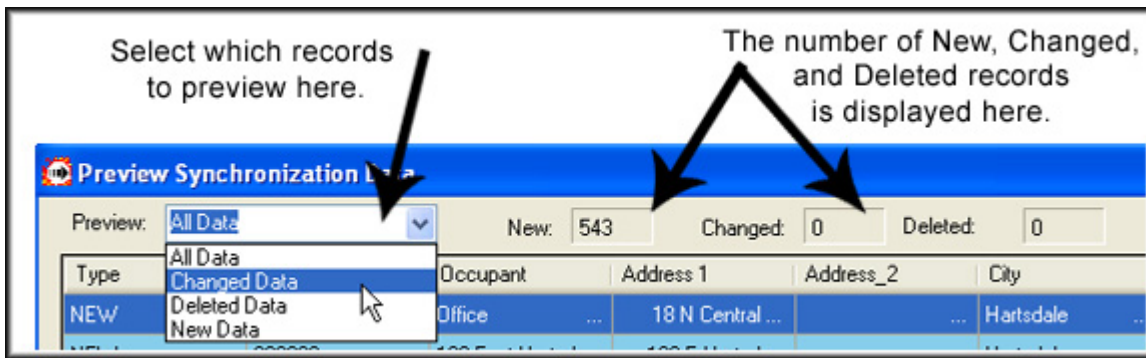 Select which records
to preview here.
The number of New, Changed,
and Deleted records
is displayed here.
Preview Synchronization Data
Preview: All Data New: 543 Changed: 0 Deleted: 0
All Data
Changed Data
Deleted Data
New Data
Type Occupant Address 1 Address_2 City
NEW Office ... 18 N Central ... ... Hartsdale ...